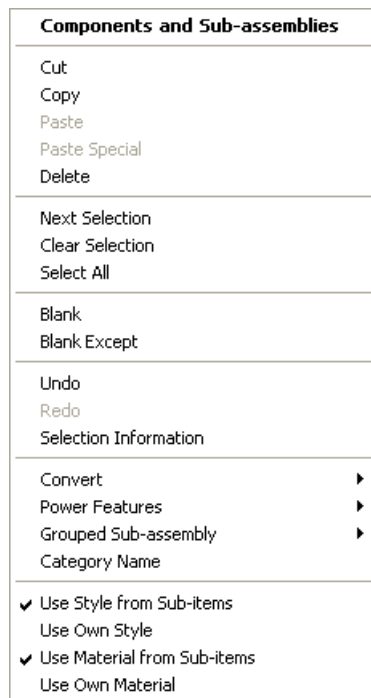 Components and Sub-assemblies
Cut
Copy
Paste
Paste Special
Delete
Next Selection
Clear Selection
Select All
Blank
Blank Except
Undo
Redo
Selection Information
Convert
Power Features
Grouped Sub-assembly
Category Name
Use Style from Sub-items
Use Own Style
Use Material from Sub-items
Use Own Material